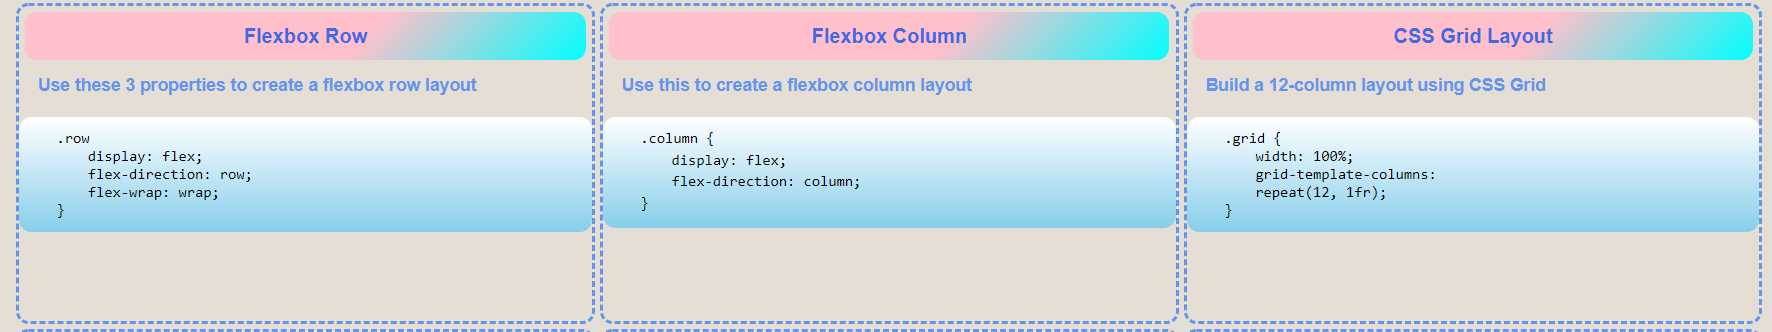 Flexbox Row
Use these 3 properties to create a flexbox row layout
.row
    display: flex;
    flex-direction: row;
    flex-wrap: wrap;
}
Flexbox Column
Use this to create a flexbox column layout
.column {
    display: flex;
    flex-direction: column;
}
CSS Grid Layout
Build a 12-column layout using CSS Grid
.grid {
    width: 100%;
    grid-template-columns:
    repeat(12, 1fr);
}